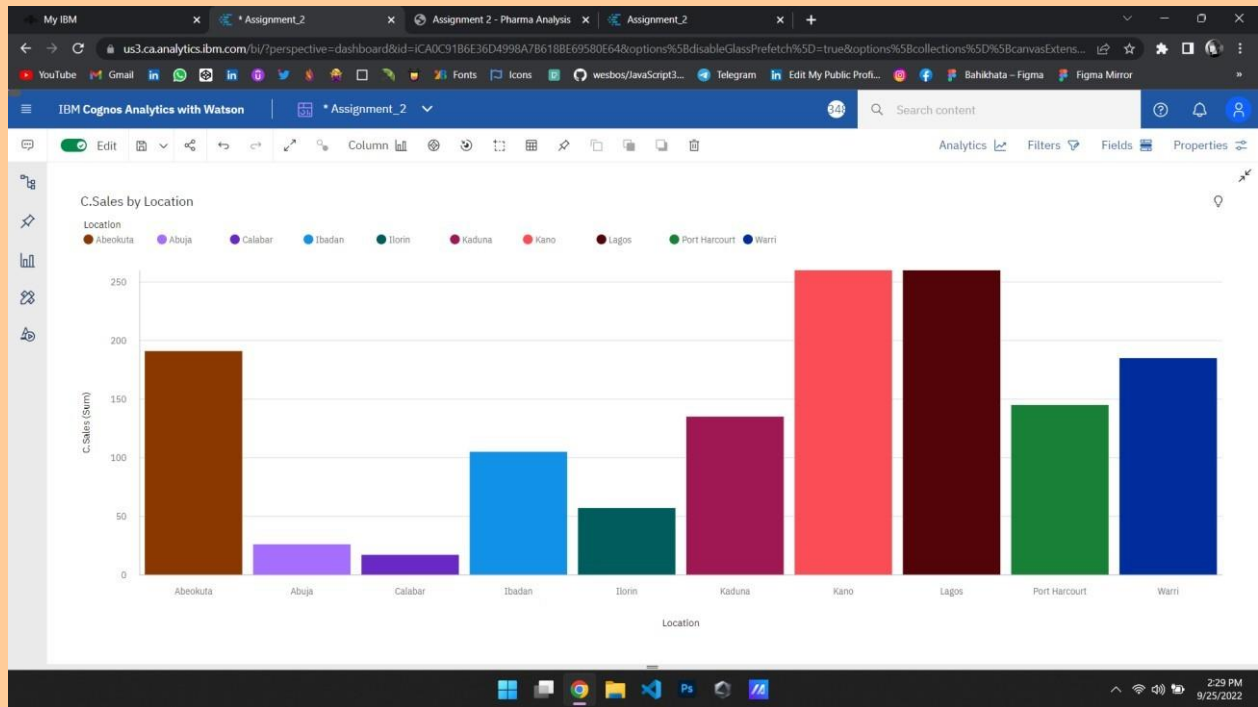 My IBM * Assignment_2 Assignment 2 - Pharma Analysis Assignment_2
us3.ca.analytics.ibm.com/bi/?perspective=dashboard&id=iCA0C91B6E36D4998A7B618BE69580E64&options%5BdisableGlassPrefetch%5D=true&options%5Bcollections%5D%5BcanvasExtens...
YouTube Gmail Fonts Icons wesbos/JavaScript3... Telegram Edit My Public Profi... Bahikhata – Figma Figma Mirror »
IBM Cognos Analytics with Watson * Assignment_2 Search content
Edit Column Analytics Filters Fields Properties
C.Sales by Location
Location
Abeokuta Abuja Calabar Ibadan Ilorin Kaduna Kano Lagos Port Harcourt Warri
250
200
150
100
50
0
C.Sales (Sum)
Abeokuta Abuja Calabar Ibadan Ilorin Kaduna Kano Lagos Port Harcourt Warri
Location
2:29 PM
9/25/2022